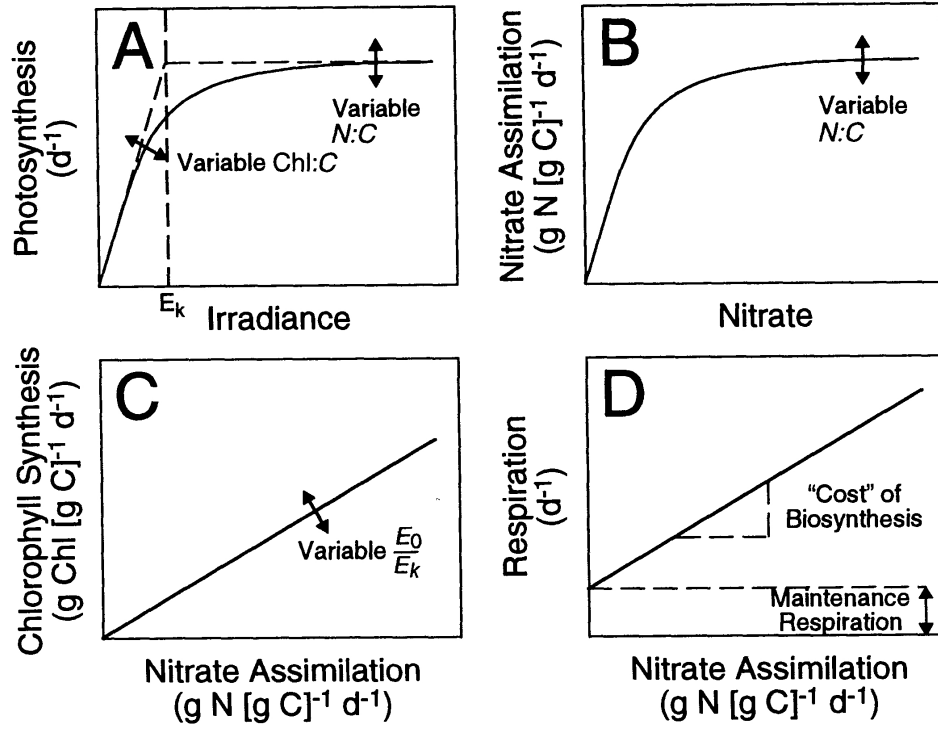 A
Photosynthesis
(d-1)
Variable
N:C
Variable Chl:C
Ek
Irradiance
B
Nitrate Assimilation
(g N [g C]-1 d-1)
Variable
N:C
Nitrate
C
Chlorophyll Synthesis
(g Chl [g C]-1 d-1)
Variable E0/Ek
Nitrate Assimilation
(g N [g C]-1 d-1)
D
Respiration
(d-1)
“Cost” of
Biosynthesis
Maintenance
Respiration
Nitrate Assimilation
(g N [g C]-1 d-1)